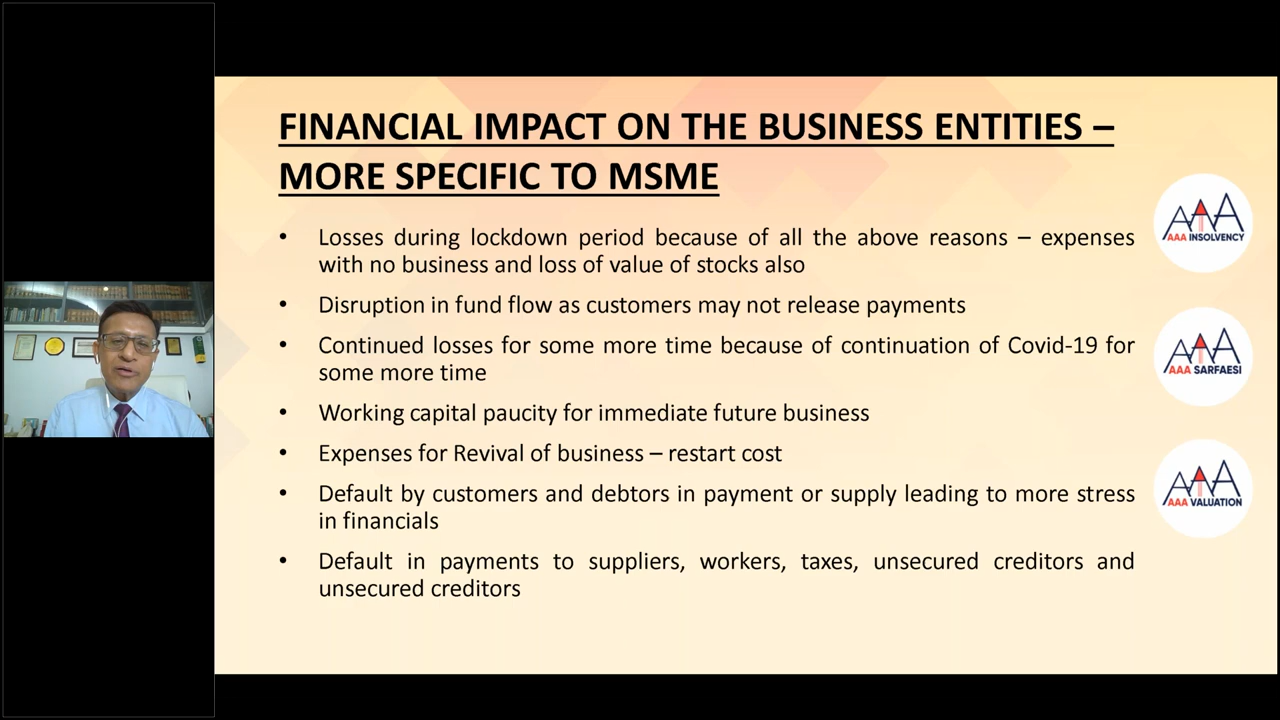 FINANCIAL IMPACT ON THE BUSINESS ENTITIES –
MORE SPECIFIC TO MSME
• Losses during lockdown period because of all the above reasons – expenses
with no business and loss of value of stocks also
• Disruption in fund flow as customers may not release payments
• Continued losses for some more time because of continuation of Covid-19 for
some more time
• Working capital paucity for immediate future business
• Expenses for Revival of business – restart cost
• Default by customers and debtors in payment or supply leading to more stress
in financials
• Default in payments to suppliers, workers, taxes, unsecured creditors and
unsecured creditors
AAA
AAA INSOLVENCY
AAA
AAA SARFAESI
AAA
AAA VALUATION